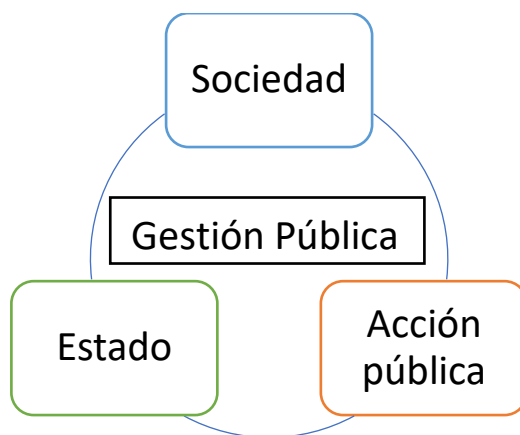 Sociedad
Gestión Pública
Estado
Acción
pública